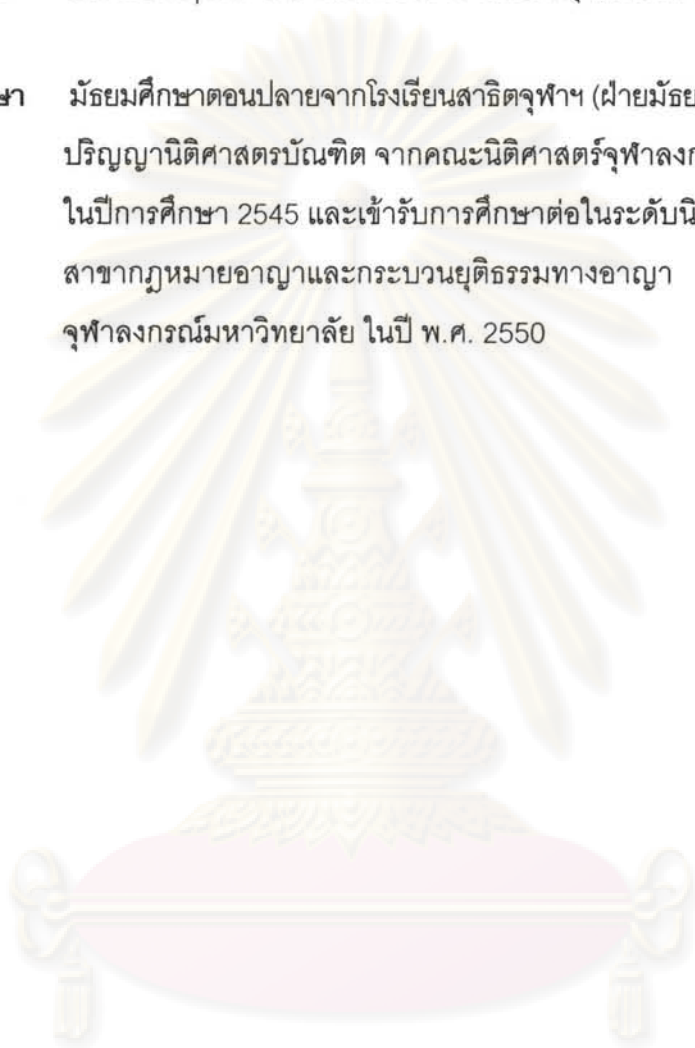 ษา มัธยมศึกษาตอนปลายจากโรงเรียนสาธิตจุฬาฯ (ฝ่ายมัธย
ปริญญานิติศาสตรบัณฑิต จากคณะนิติศาสตร์จุฬาลงก
ในปีการศึกษา 2545 และเข้ารับการศึกษาต่อในระดับนิ
สาขากฎหมายอาญาและกระบวนยุติธรรมทางอาญา
จุฬาลงกรณ์มหาวิทยาลัย ในปี พ.ศ. 2550